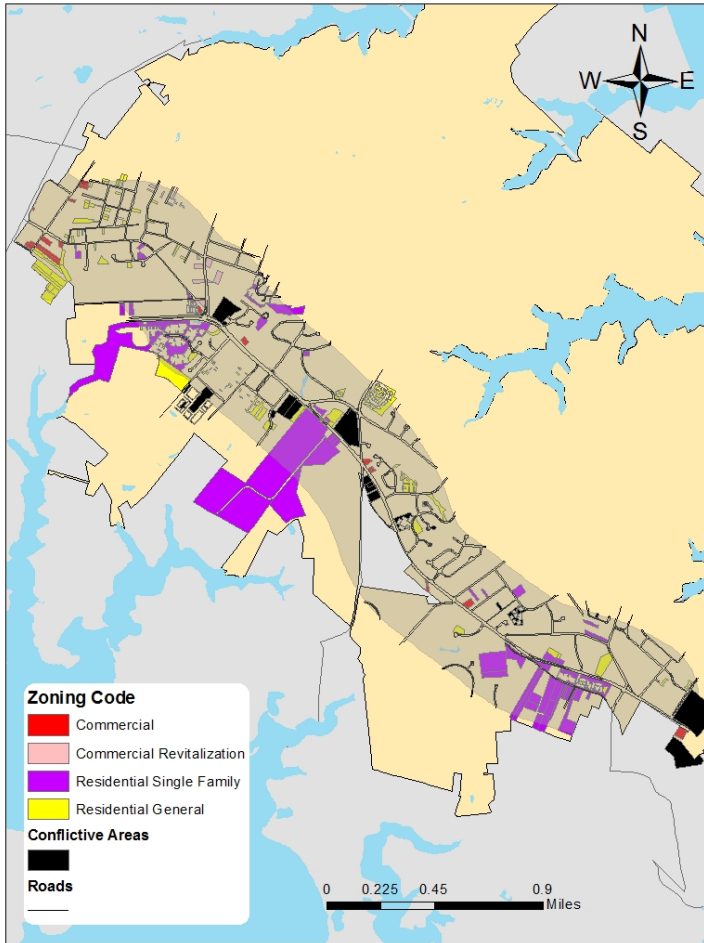 N
W E
S
Zoning Code
Commercial
Commercial Revitalization
Residential Single Family
Residential General
Conflictive Areas
Roads
0 0.225 0.45 0.9
Miles